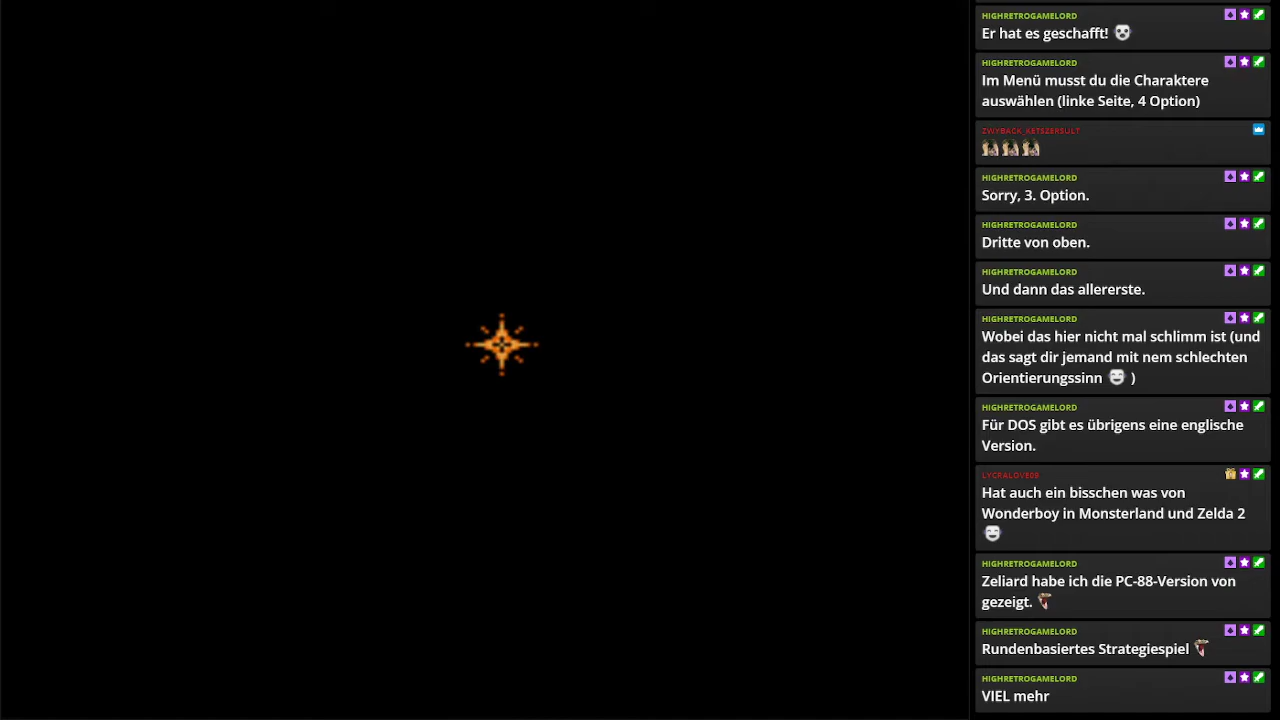 HIGHRETROGAMELORD
Er hat es geschafft!
HIGHRETROGAMELORD
Im Menü musst du die Charaktere
auswählen (linke Seite, 4 Option)
ZWYBACK_KETSZERSULT
HIGHRETROGAMELORD
Sorry, 3. Option.
HIGHRETROGAMELORD
Dritte von oben.
HIGHRETROGAMELORD
Und dann das allererste.
HIGHRETROGAMELORD
Wobei das hier nicht mal schlimm ist (und
das sagt dir jemand mit nem schlechten
Orientierungssinn )
HIGHRETROGAMELORD
Für DOS gibt es übrigens eine englische
Version.
LYCRALOVE09
Hat auch ein bisschen was von
Wonderboy in Monsterland und Zelda 2
HIGHRETROGAMELORD
Zeliard habe ich die PC-88-Version von
gezeigt.
HIGHRETROGAMELORD
Rundenbasiertes Strategiespiel
HIGHRETROGAMELORD
VIEL mehr